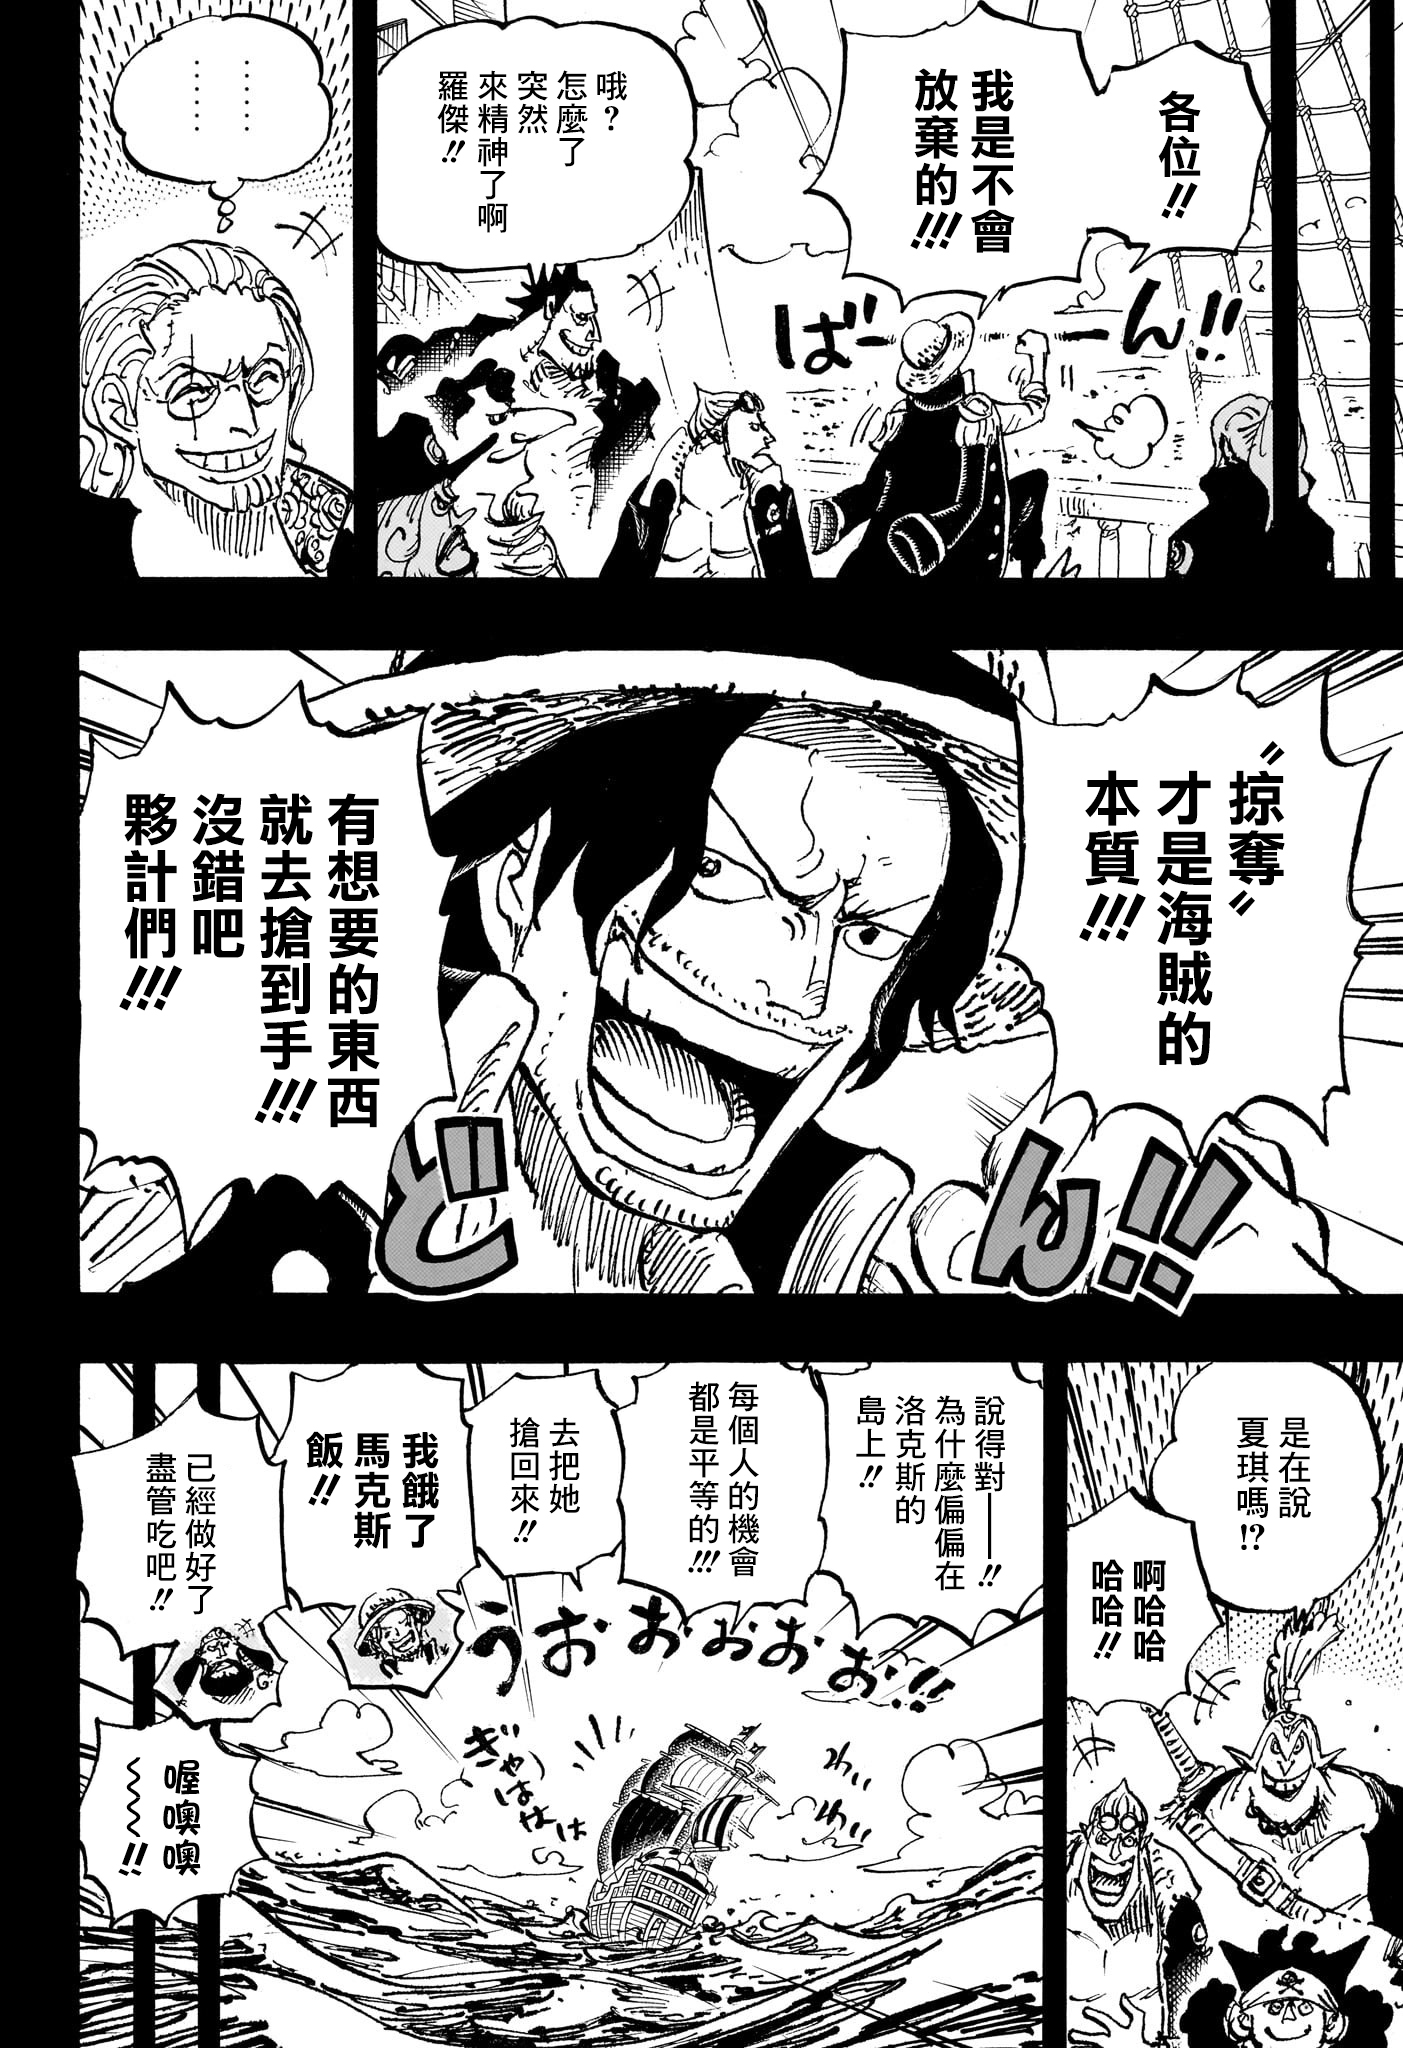 各位!!
我是不會
放棄的!!!
ばーーん!!
哦?
怎麼了
突然
來精神了啊
羅傑!!
………
………
〝掠奪〞
才是海賊的
本質!!!
有想要的東西
就去搶到手!!!
沒錯吧
夥計們!!!
どん!!
是在說
夏琪嗎!?
啊哈哈
哈哈!!
說得對——!!
為什麼偏偏在
洛克斯的
島上!!
每個人的機會
都是平等的!!!
去把她
搶回來!!
我餓了
馬克斯
飯!!
已經做好了
盡管吃吧!!
うおおおおお!!
わい
わい
ぎゃはははは
喔噢噢
~~~!!